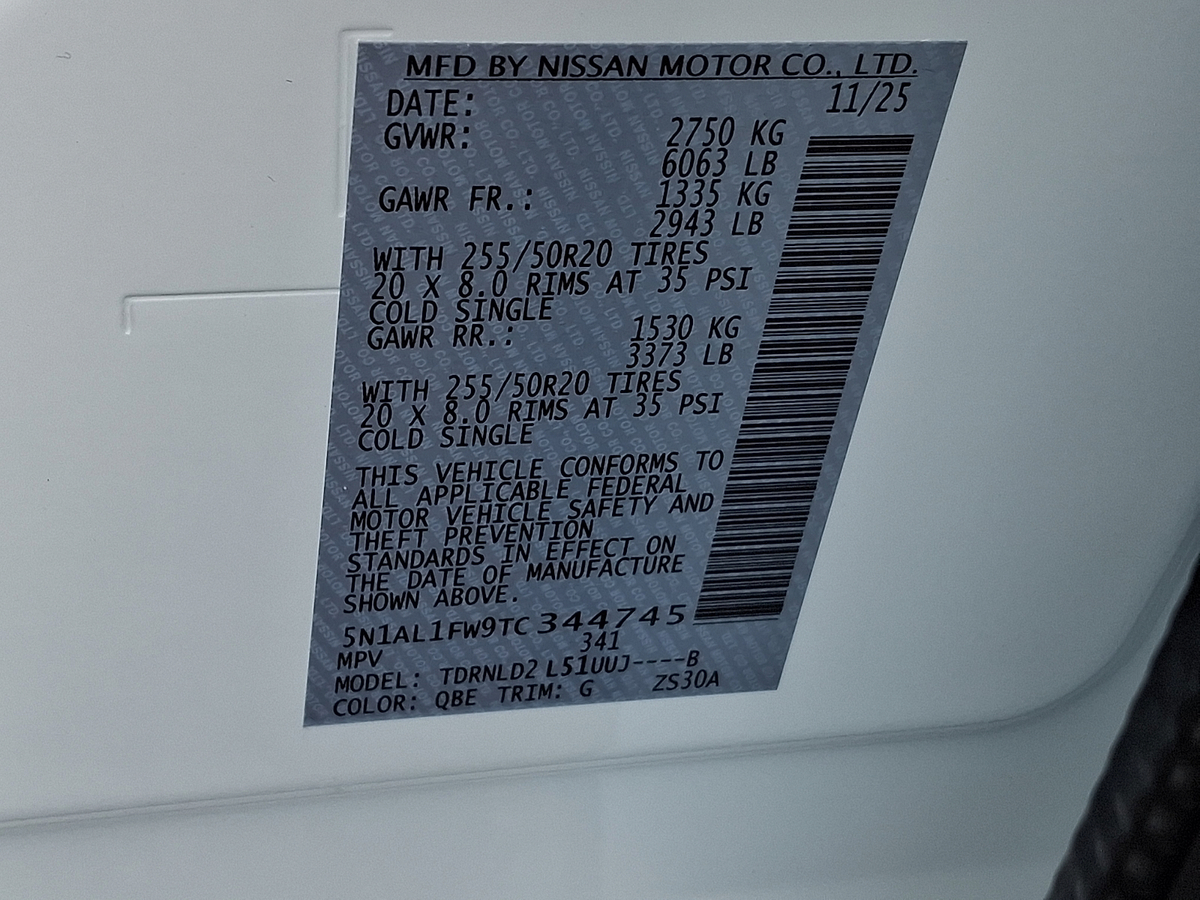 MFD BY NISSAN MOTOR CO., LTD.
DATE: 11/25
GVWR: 2750 KG
6063 LB
GAWR FR.: 1335 KG
2943 LB
WITH 255/50R20 TIRES
20 X 8.0 RIMS AT 35 PSI
COLD SINGLE
GAWR RR.: 1530 KG
3373 LB
WITH 255/50R20 TIRES
20 X 8.0 RIMS AT 35 PSI
COLD SINGLE
THIS VEHICLE CONFORMS TO
ALL APPLICABLE FEDERAL
MOTOR VEHICLE SAFETY AND
THEFT PREVENTION
STANDARDS IN EFFECT ON
THE DATE OF MANUFACTURE
SHOWN ABOVE.
5N1AL1FW9TC344745
MPV 341
MODEL: TDRNLD2 L51UUJ----B
COLOR: QBE TRIM: G ZS30A